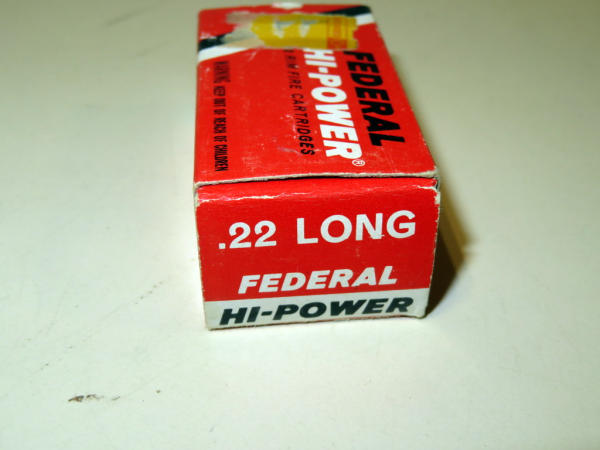 FEDERAL
HI-POWER®
RIM FIRE CARTRIDGES
WARNING: KEEP OUT OF REACH OF CHILDREN
.22 LONG
FEDERAL
HI-POWER